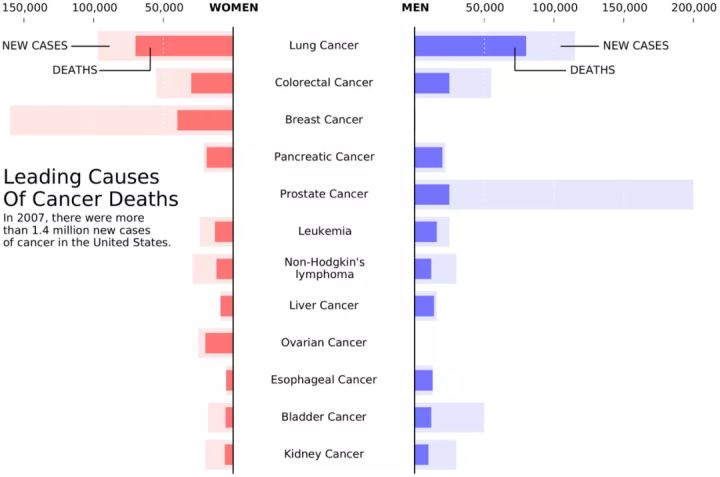 150,000 100,000 50,000 WOMEN MEN 50,000 100,000 150,000 200,000
NEW CASES Lung Cancer NEW CASES
DEATHS DEATHS
Colorectal Cancer
Breast Cancer
Pancreatic Cancer
Leading Causes
Of Cancer Deaths
In 2007, there were more
than 1.4 million new cases
of cancer in the United States.
Prostate Cancer
Leukemia
Non-Hodgkin's
lymphoma
Liver Cancer
Ovarian Cancer
Esophageal Cancer
Bladder Cancer
Kidney Cancer